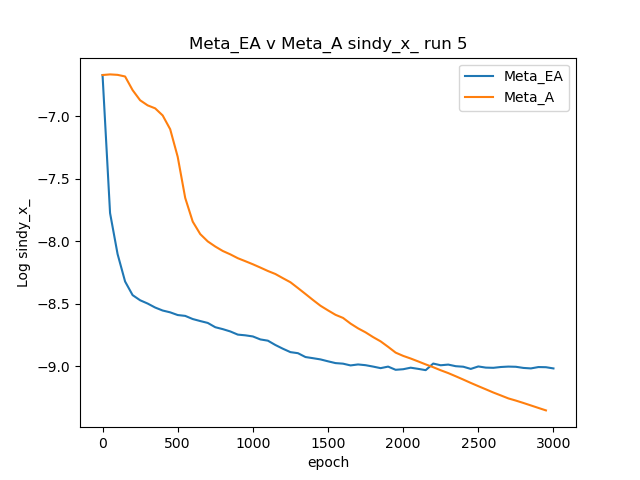 Meta_EA v Meta_A sindy_x_ run 5
Meta_EA
Meta_A
Log sindy_x_
−7.0
−7.5
−8.0
−8.5
−9.0
0
500
1000
1500
2000
2500
3000
epoch